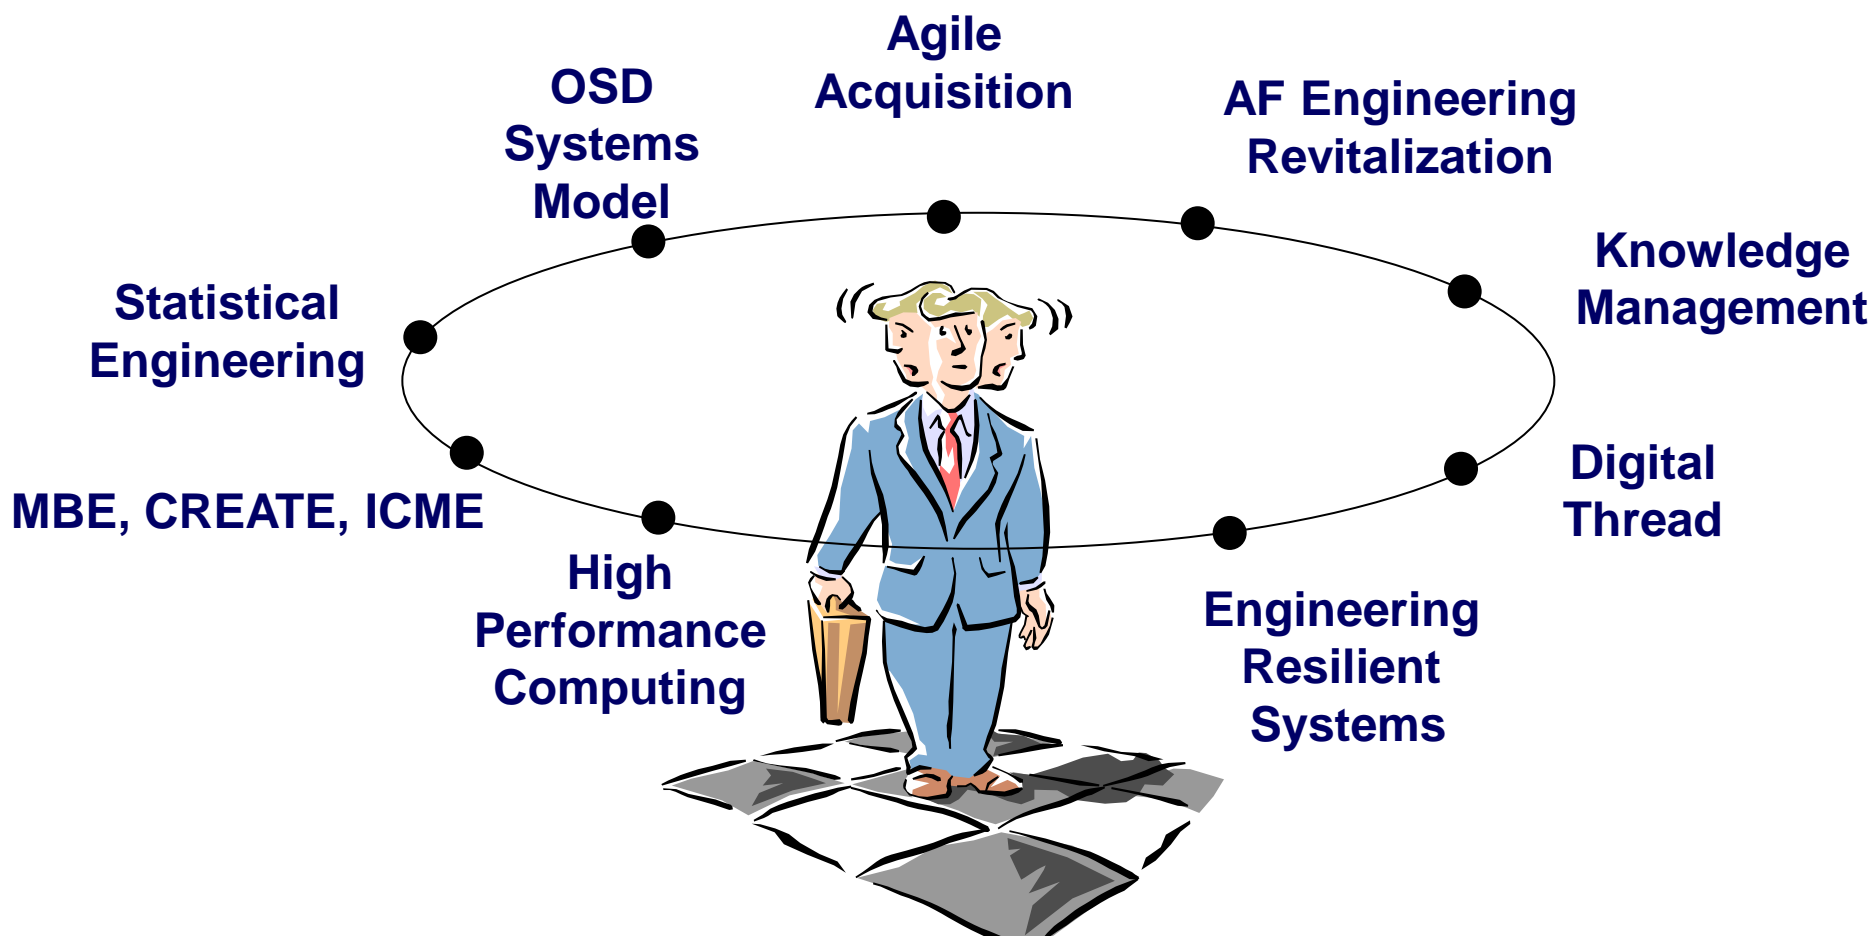 Agile
Acquisition
OSD
Systems
Model
AF Engineering
Revitalization
Knowledge
Management
Statistical
Engineering
Digital
Thread
MBE, CREATE, ICME
High
Performance
Computing
Engineering
Resilient
Systems